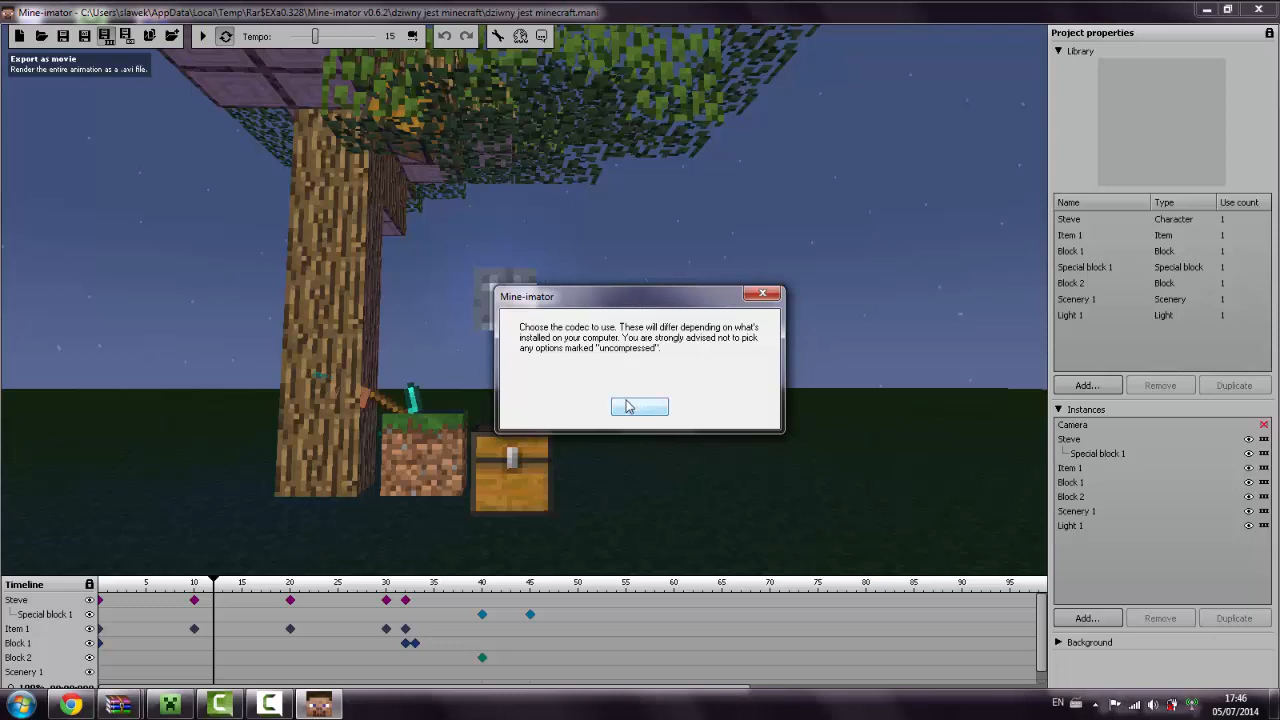 Mine-imator - C:\Users\slawek\AppData\Local\Temp\Rar$EXa0.328\Mine-imator v0.6.2\dziwny jest minecraft\dziwny jest minecraft.mani
Tempo:
15
Export as movie
Render the entire animation as a .avi file.
Project properties
Library
Name Type Use count
Steve Character 1
Item 1 Item 1
Block 1 Block 1
Special block 1 Special block 1
Block 2 Block 1
Scenery 1 Scenery 1
Light 1 Light 1
Add... Remove Duplicate
Instances
Camera
Steve
Special block 1
Item 1
Block 1
Block 2
Scenery 1
Light 1
Add... Remove Duplicate
Background
Mine-imator
Choose the codec to use. These will differ depending on what's
installed on your computer. You are strongly advised not to pick
any options marked "uncompressed".
Timeline
5 10 20 25 30 35 40 45 50 55 60 65 70 75 80 85 90 95
Steve
Special block 1
Item 1
Block 1
Block 2
Scenery 1
EN
17:46
05/07/2014